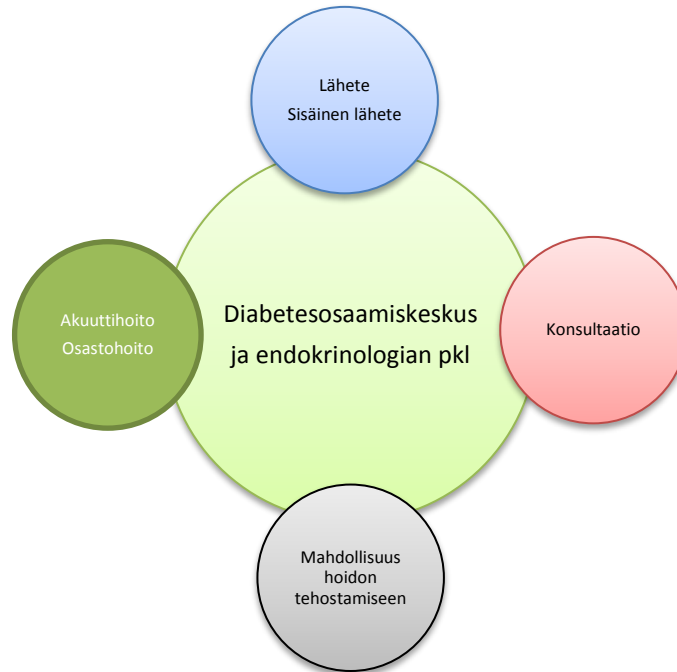 Lähete
Sisäinen lähete
Diabetesosaamiskeskus
ja endokrinologian pkl
Akuuttihoito
Osastohoito
Konsultaatio
Mahdollisuus
hoidon
tehostamiseen